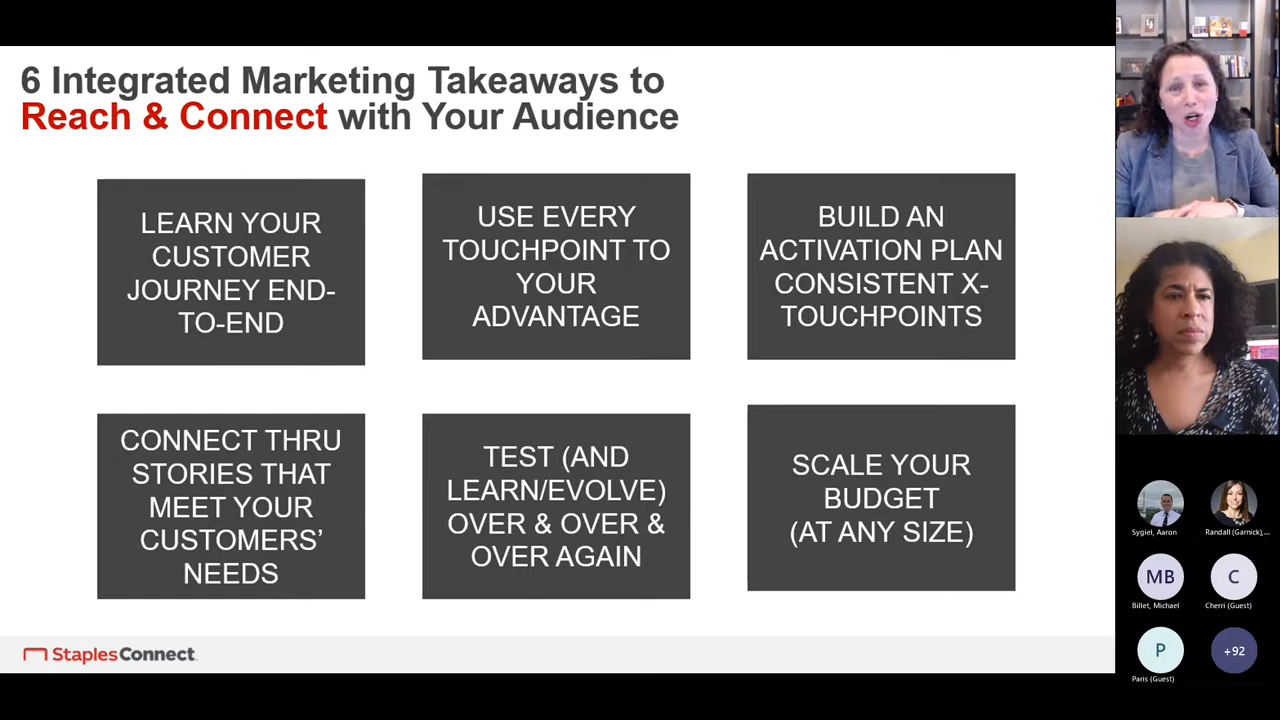 6 Integrated Marketing Takeaways to
Reach & Connect with Your Audience
LEARN YOUR
CUSTOMER
JOURNEY END-
TO-END
USE EVERY
TOUCHPOINT TO
YOUR
ADVANTAGE
BUILD AN
ACTIVATION PLAN
CONSISTENT X-
TOUCHPOINTS
CONNECT THRU
STORIES THAT
MEET YOUR
CUSTOMERS’
NEEDS
TEST (AND
LEARN/EVOLVE)
OVER & OVER &
OVER AGAIN
SCALE YOUR
BUDGET
(AT ANY SIZE)
StaplesConnect
Sygiel, Aaron
Randall (Garnick),...
MB
Billet, Michael
C
Cherri (Guest)
P
Paris (Guest)
+92